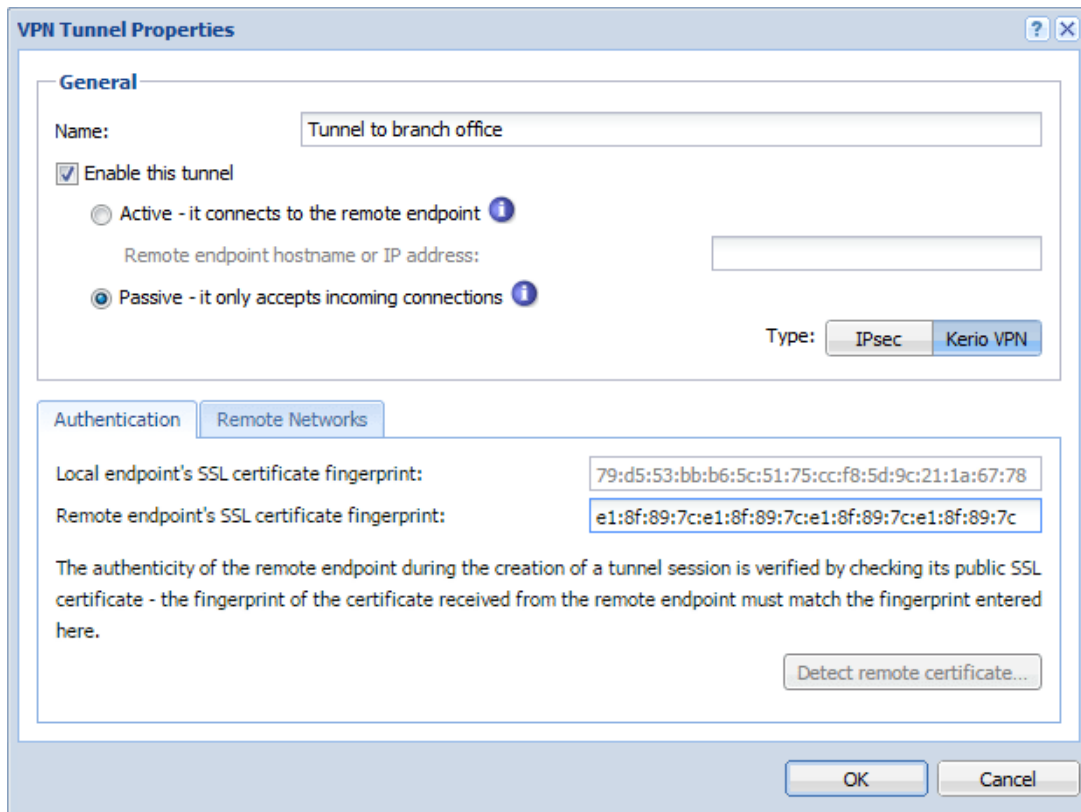 VPN Tunnel Properties
General
Name: Tunnel to branch office
Enable this tunnel
Active - it connects to the remote endpoint
Remote endpoint hostname or IP address:
Passive - it only accepts incoming connections
Type: IPsec Kerio VPN
Authentication Remote Networks
Local endpoint's SSL certificate fingerprint: 79:d5:53:bb:b6:5c:51:75:cc:f8:5d:9c:21:1a:67:78
Remote endpoint's SSL certificate fingerprint: e1:8f:89:7c:e1:8f:89:7c:e1:8f:89:7c:e1:8f:89:7c
The authenticity of the remote endpoint during the creation of a tunnel session is verified by checking its public SSL
certificate - the fingerprint of the certificate received from the remote endpoint must match the fingerprint entered
here.
Detect remote certificate...
OK Cancel